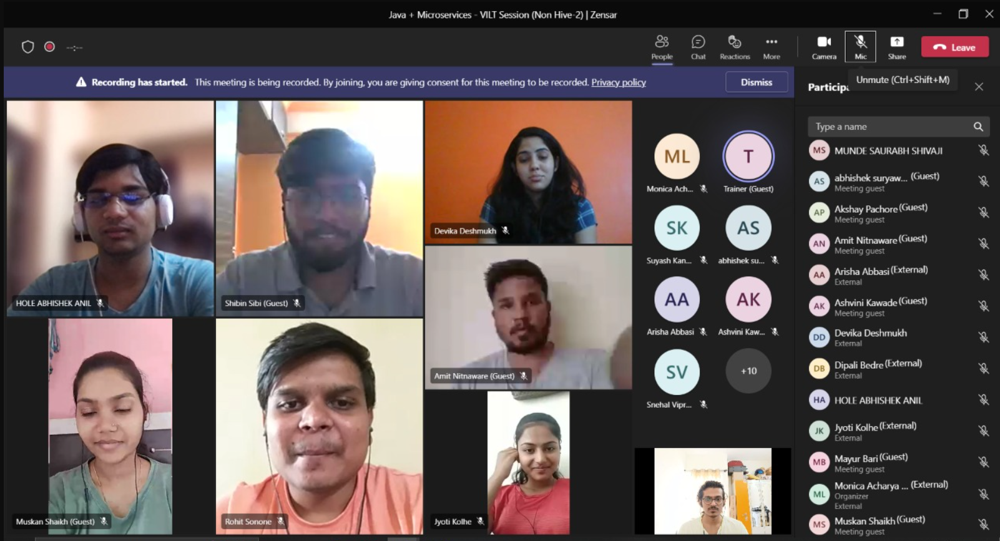 Java + Microservices - VILT Session (Non Hive-2) | Zensar
--:--
People
Chat
Reactions
More
Camera
Mic
Share
Leave
Recording has started. This meeting is being recorded. By joining, you are giving consent for this meeting to be recorded. Privacy policy
Dismiss
Unmute (Ctrl+Shift+M)
HOLE ABHISHEK ANIL
Shibin Sibi (Guest)
Devika Deshmukh
Amit Nitnaware (Guest)
Muskan Shaikh (Guest)
Rohit Sonone
Jyoti Kolhe
ML
Monica Ach...
T
Trainer (Guest)
SK
Suyash Kan...
AS
abhishek su...
AA
Arisha Abbasi
AK
Ashvini Kaw...
SV
Snehal Vipr...
+10
Type a name
MS MUNDE SAURABH SHIVAJI
AS abhishek suryaw... (Guest)
Meeting guest
AP Akshay Pachore (Guest)
Meeting guest
AN Amit Nitnaware (Guest)
Meeting guest
AA Arisha Abbasi (External)
External
AK Ashvini Kawade (Guest)
Meeting guest
DD Devika Deshmukh
External
DB Dipali Bedre (External)
External
HA HOLE ABHISHEK ANIL
JK Jyoti Kolhe (External)
External
MB Mayur Bari (Guest)
Meeting guest
ML Monica Acharya ... (External)
Organizer
External
MS Muskan Shaikh (Guest)
Meeting guest